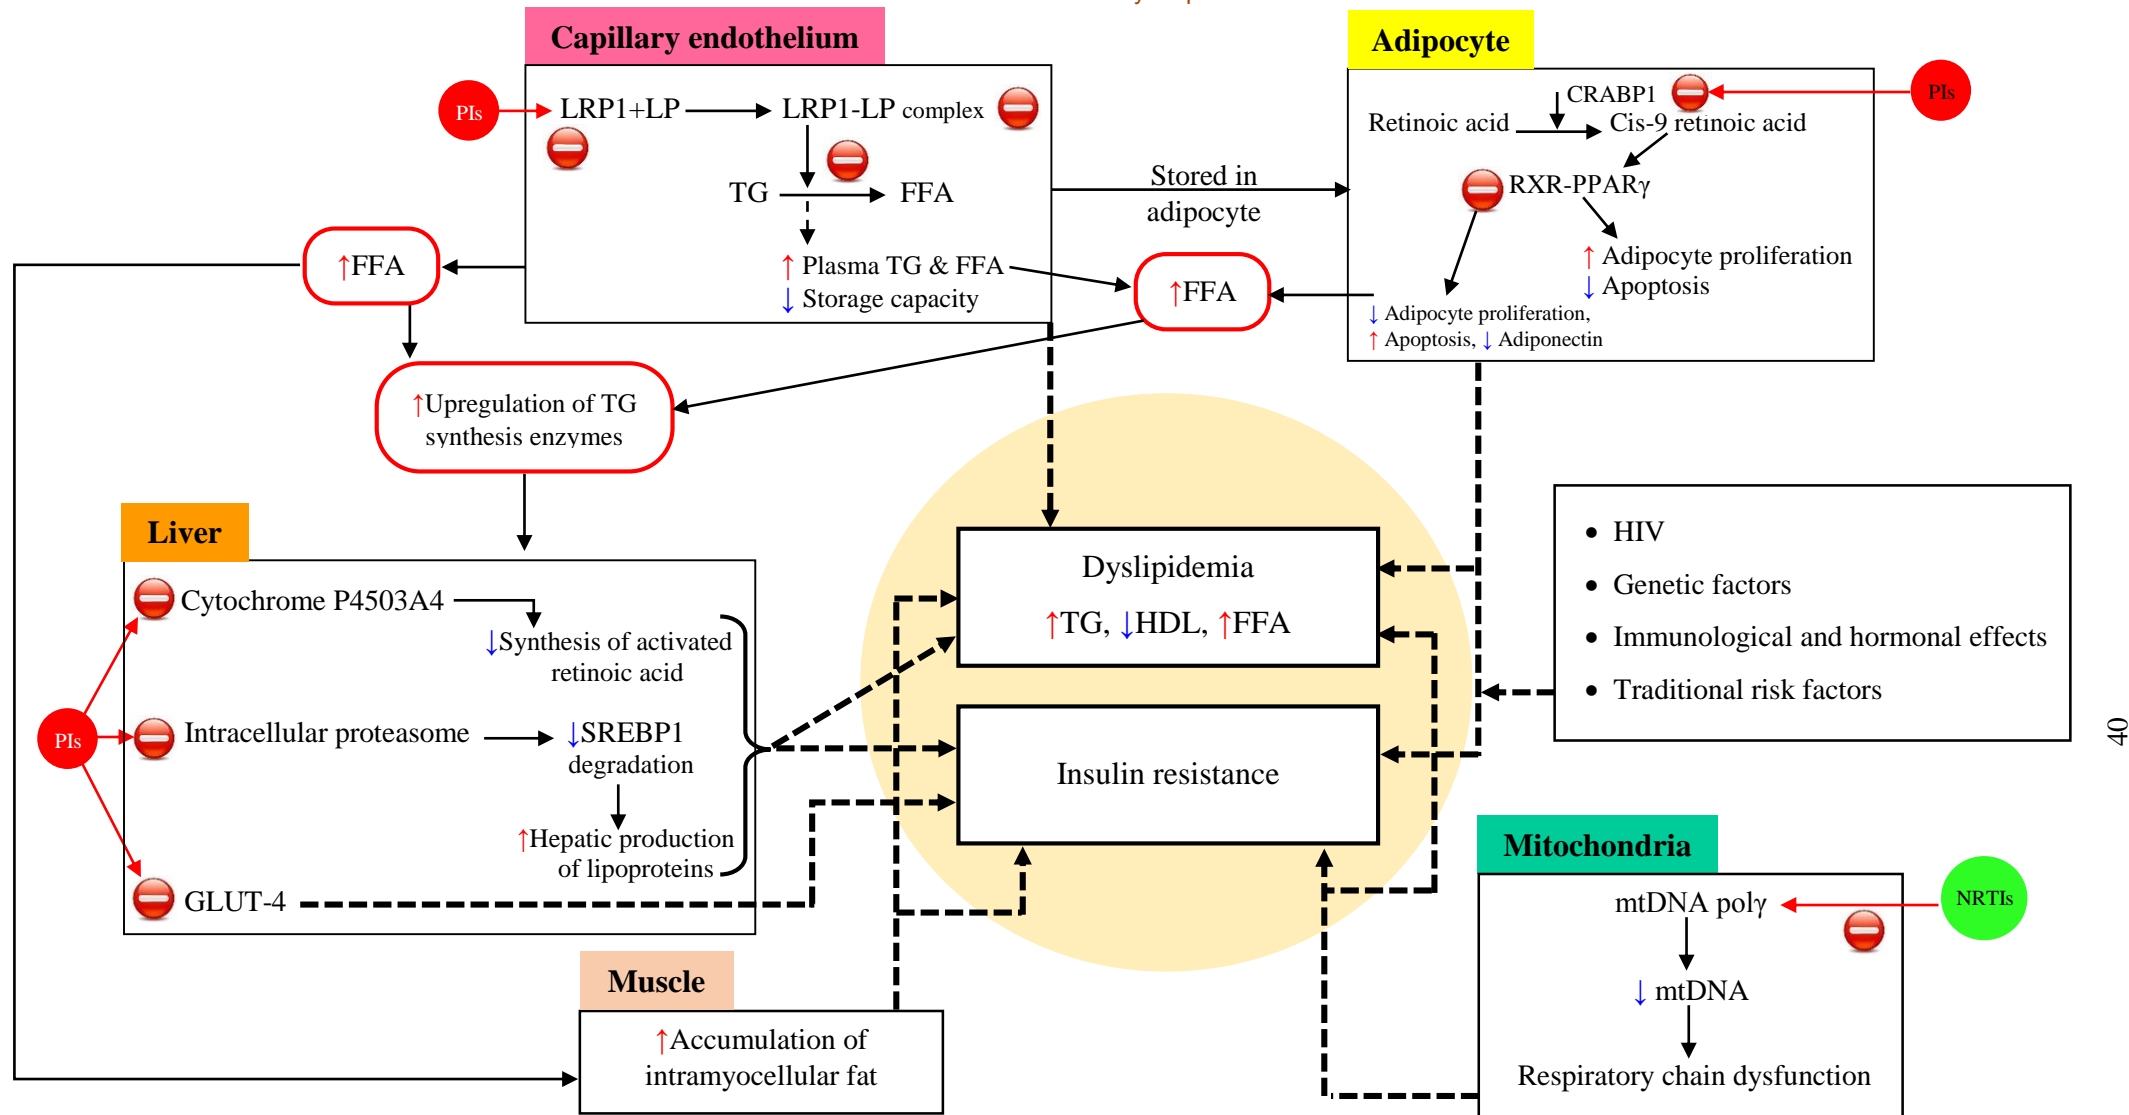 Capillary endothelium
PIs
LRP1+LP
LRP1-LP complex
TG
FFA
↑ Plasma TG & FFA
↓ Storage capacity
Stored in
adipocyte
Adipocyte
CRABP1
PIs
Retinoic acid
Cis-9 retinoic acid
RXR-PPARγ
↑ Adipocyte proliferation
↓ Apoptosis
↓ Adipocyte proliferation,
↑ Apoptosis, ↓ Adiponectin
↑FFA
↑FFA
↑Upregulation of TG
synthesis enzymes
Liver
Cytochrome P4503A4
↓Synthesis of activated
retinoic acid
PIs
Intracellular proteasome
↓SREBP1
degradation
↑Hepatic production
of lipoproteins
GLUT-4
Dyslipidemia
↑TG, ↓HDL, ↑FFA
Insulin resistance
• HIV
• Genetic factors
• Immunological and hormonal effects
• Traditional risk factors
40
Muscle
↑Accumulation of
intramyocellular fat
Mitochondria
mtDNA polγ
NRTIs
↓ mtDNA
Respiratory chain dysfunction